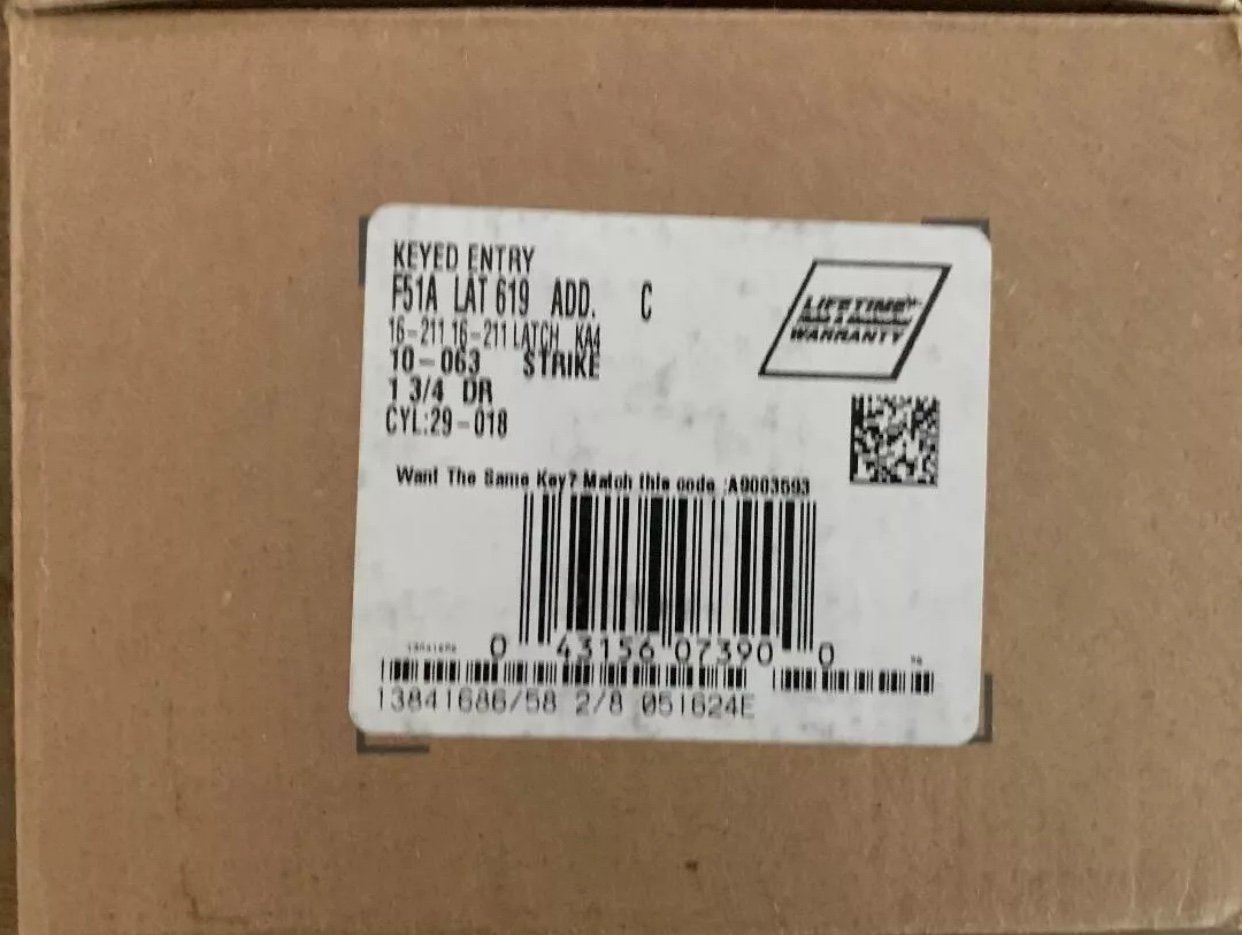 KEYED ENTRY
F51A LAT 619 ADD. C
16-211 16-211 LATCH KA4
10-063 STRIKE
1 3/4 DR
CYL:29-018
LIFETIME
WARRANTY
Want The Same Key? Match this code :A9003593
0 43156 07390 0
13841686/58 2/8 051624E